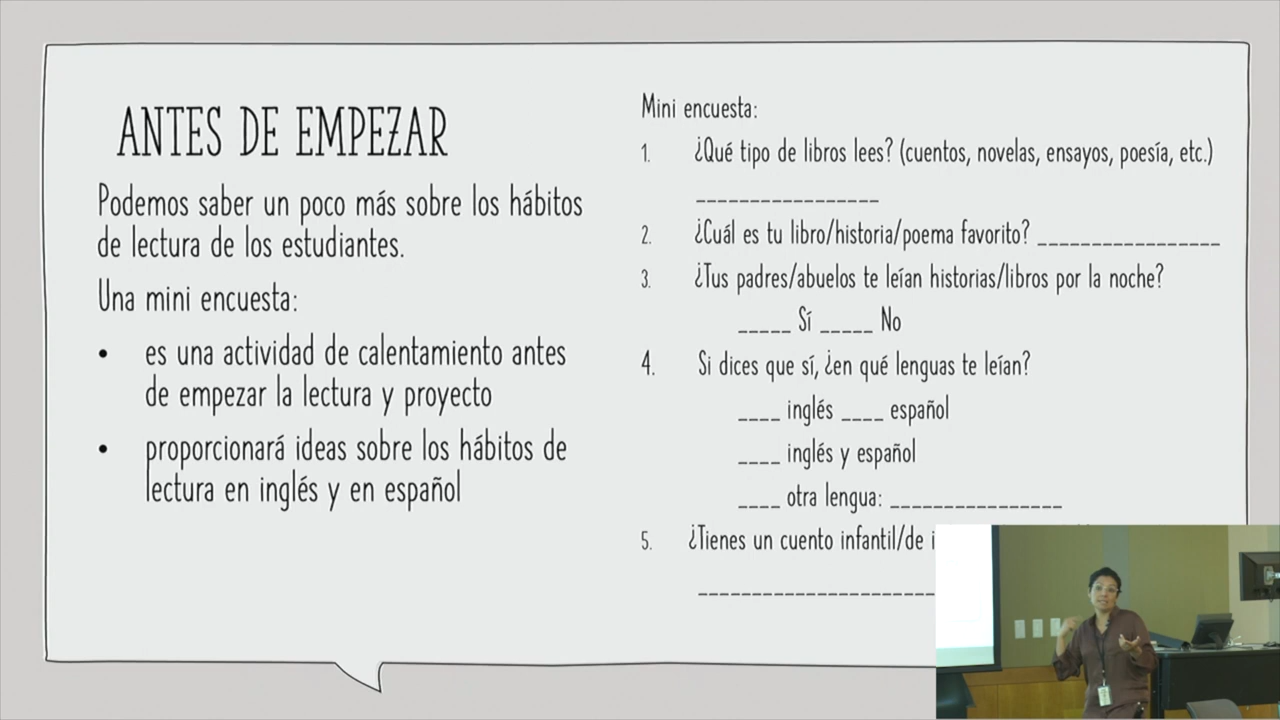 ANTES DE EMPEZAR
Podemos saber un poco más sobre los hábitos
de lectura de los estudiantes.
Una mini encuesta:
• es una actividad de calentamiento antes
de empezar la lectura y proyecto
• proporcionará ideas sobre los hábitos de
lectura en inglés y en español
Mini encuesta:
1. ¿Qué tipo de libros lees? (cuentos, novelas, ensayos, poesía, etc.)
_________________
2. ¿Cuál es tu libro/historia/poema favorito? _________________
3. ¿Tus padres/abuelos te leían historias/libros por la noche?
_____ Sí _____ No
4. Si dices que sí, ¿en qué lenguas te leían?
____ inglés ____ español
____ inglés y español
____ otra lengua: ________________
5. ¿Tienes un cuento infantil/de
______________________